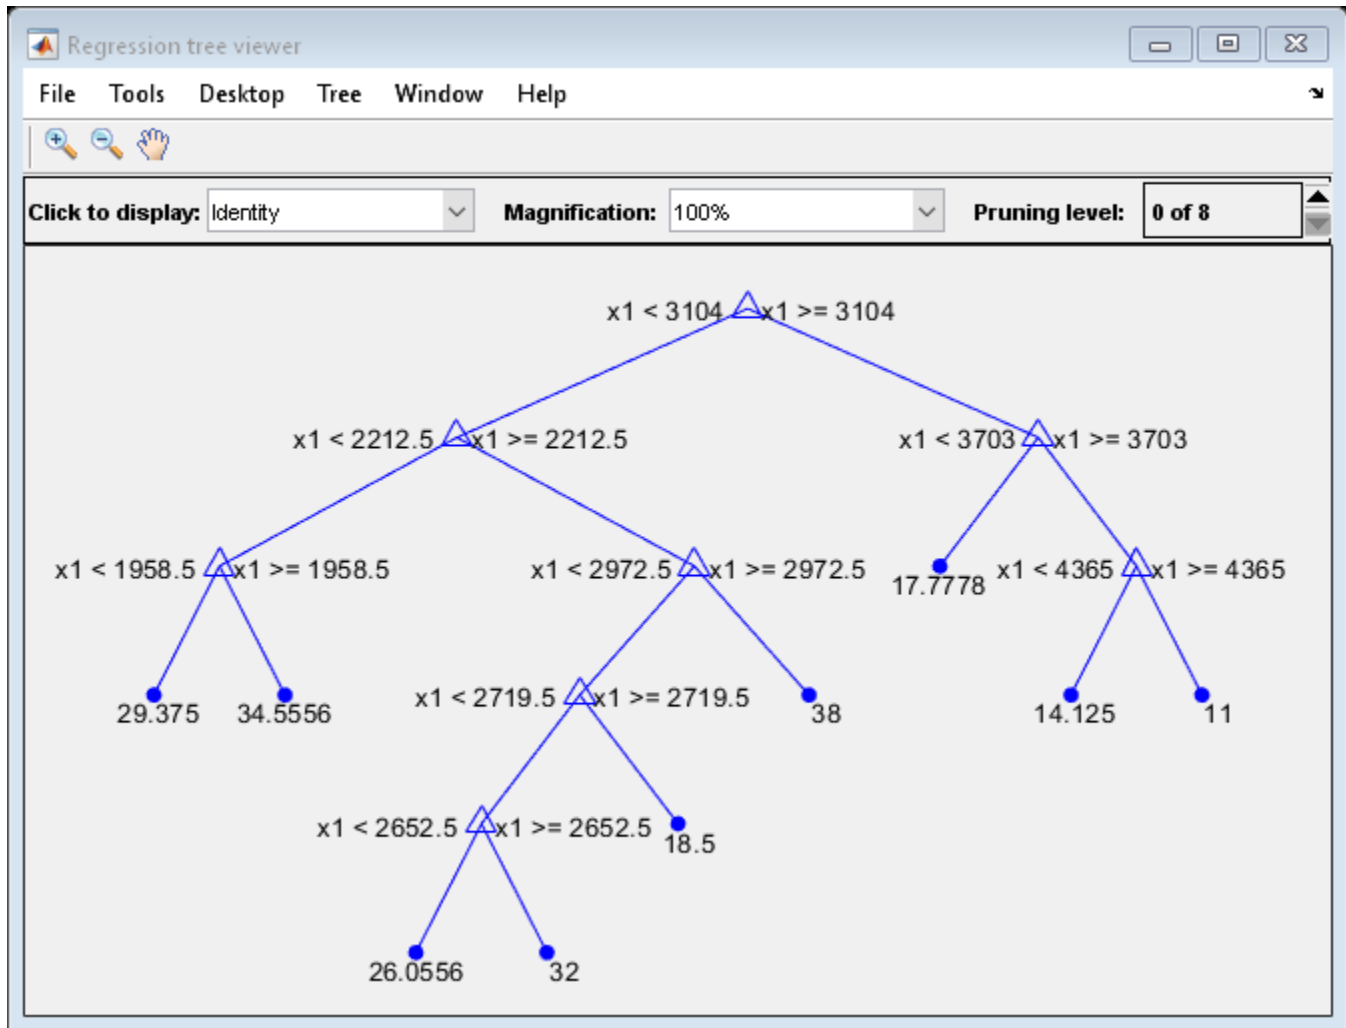 Regression tree viewer
File Tools Desktop Tree Window Help
Click to display: Identity Magnification: 100% Pruning level: 0 of 8
x1 < 3104 x1 >= 3104
x1 < 2212.5 x1 >= 2212.5 x1 < 3703 x1 >= 3703
x1 < 1958.5 x1 >= 1958.5 x1 < 2972.5 x1 >= 2972.5 17.7778 x1 < 4365 x1 >= 4365
29.375 34.5556 x1 < 2719.5 x1 >= 2719.5 38 14.125 11
x1 < 2652.5 x1 >= 2652.5 18.5
26.0556 32